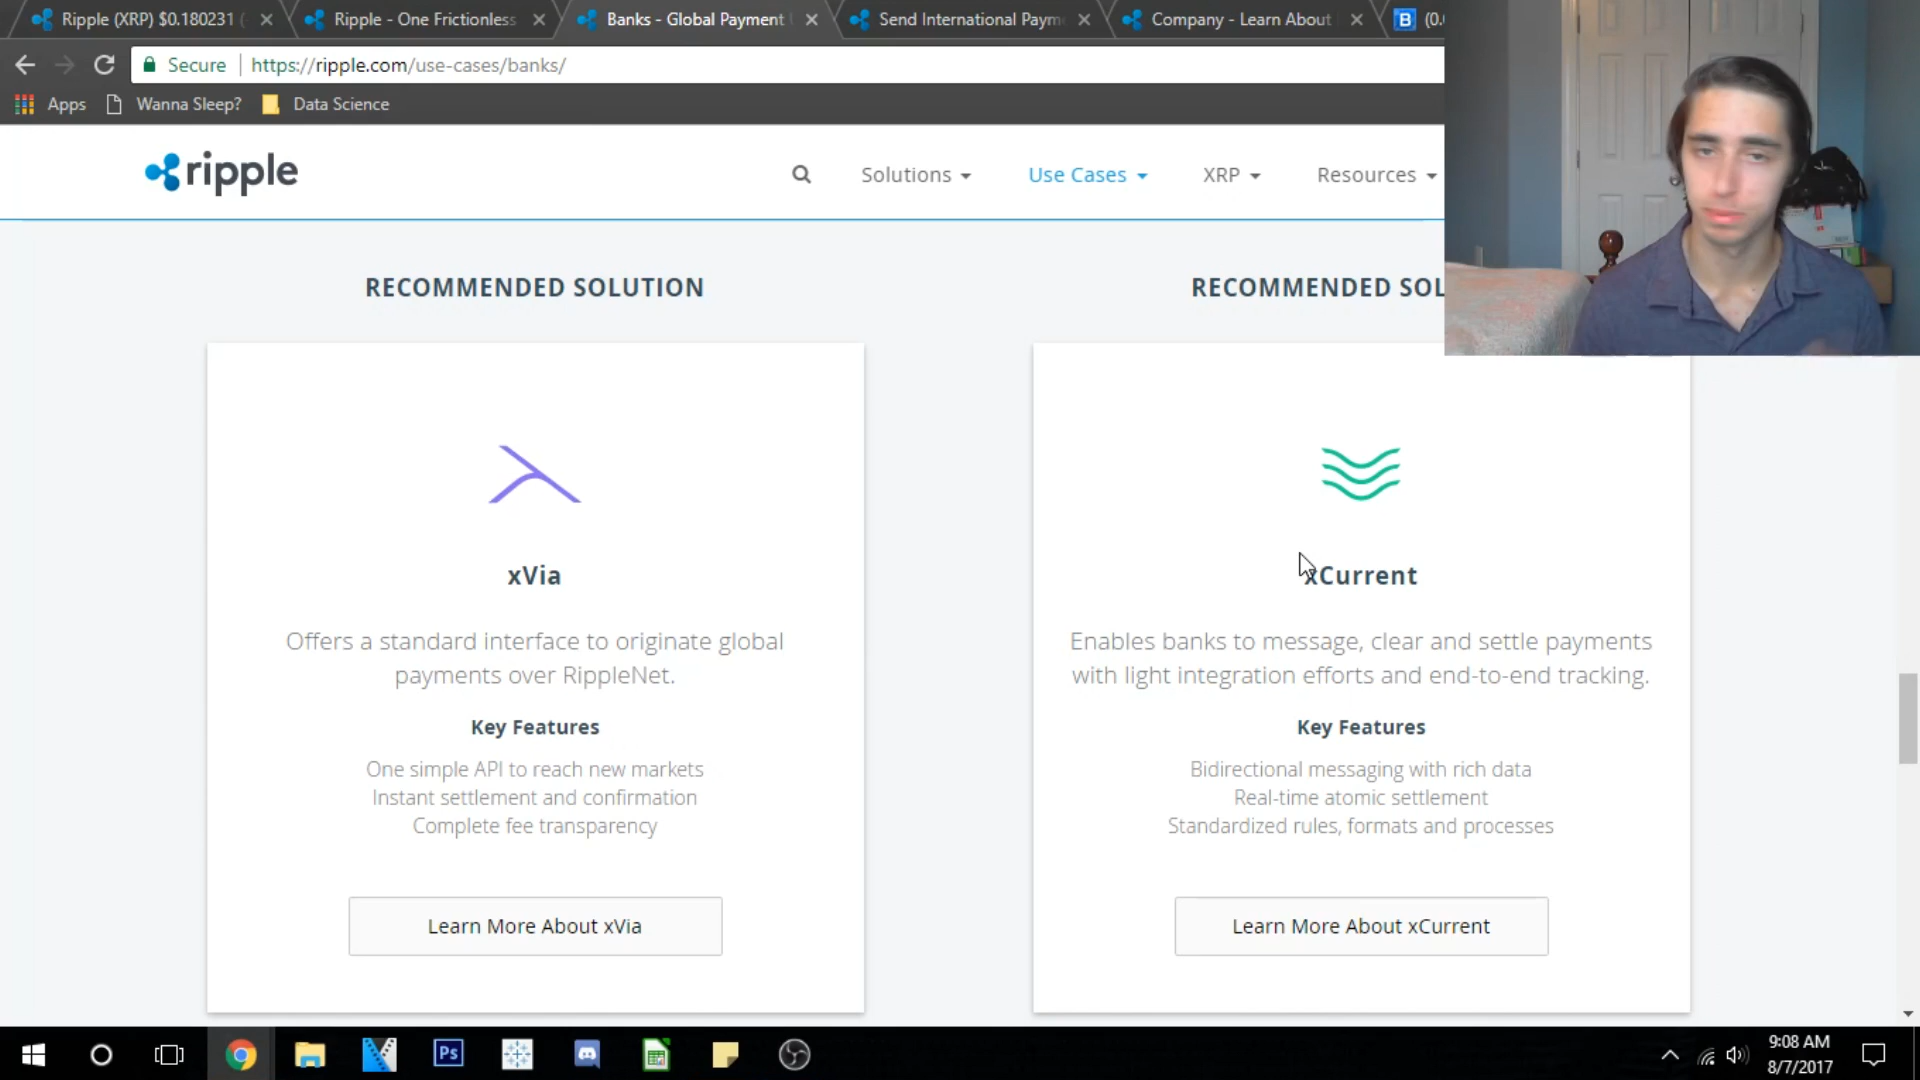 Ripple (XRP) $0.180231 (
Ripple - One Frictionless
Banks - Global Payment
Send International Paym
Company - Learn About
B (0.
Secure https://ripple.com/use-cases/banks/
Apps Wanna Sleep? Data Science
ripple Solutions Use Cases XRP Resources
RECOMMENDED SOLUTION
xVia
Offers a standard interface to originate global
payments over RippleNet.
Key Features
One simple API to reach new markets
Instant settlement and confirmation
Complete fee transparency
Learn More About xVia
RECOMMENDED SOL
xCurrent
Enables banks to message, clear and settle payments
with light integration efforts and end-to-end tracking.
Key Features
Bidirectional messaging with rich data
Real-time atomic settlement
Standardized rules, formats and processes
Learn More About xCurrent
Ps
9:08 AM
8/7/2017